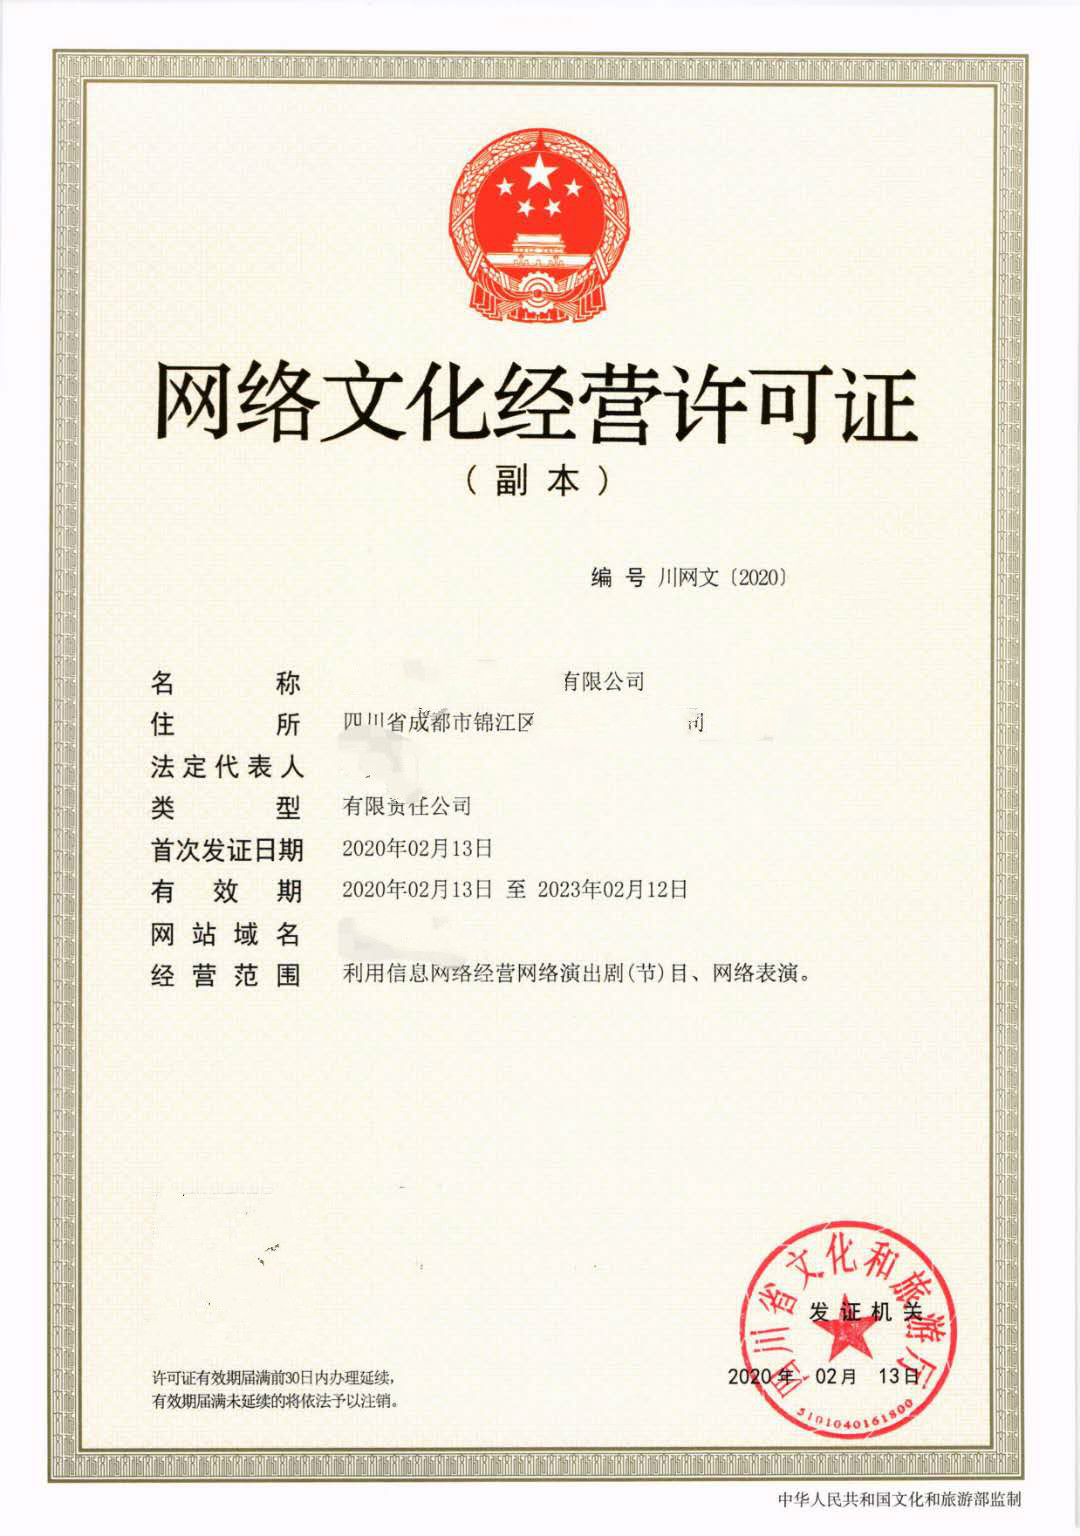 网络文化经营许可证
（副本）
编号 川网文〔2020〕
名称 有限公司
住所 四川省成都市锦江区 司
法定代表人
类型 有限责任公司
首次发证日期 2020年02月13日
有效期 2020年02月13日 至 2023年02月12日
网站域名
经营范围 利用信息网络经营网络演出剧(节)目、网络表演。
四川省文化和旅游厅
发证机关
2020年 02月 13日
5101040161800
许可证有效期届满前30日内办理延续，
有效期届满未延续的将依法予以注销。
中华人民共和国文化和旅游部监制